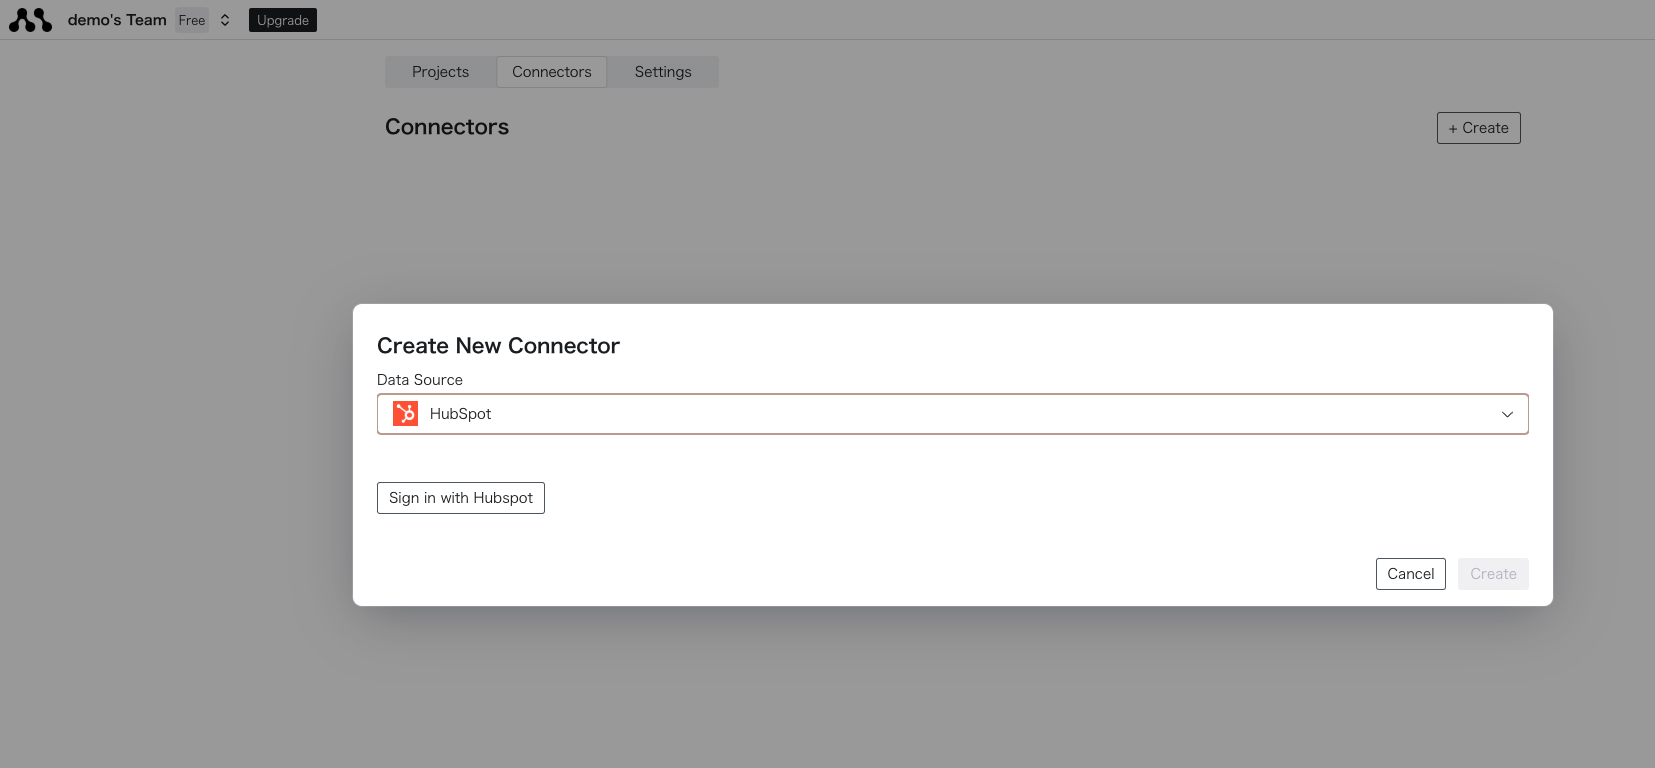 demo's Team Free Upgrade
Projects Connectors Settings
Connectors
+ Create
Create New Connector
Data Source
HubSpot
Sign in with Hubspot
Cancel Create